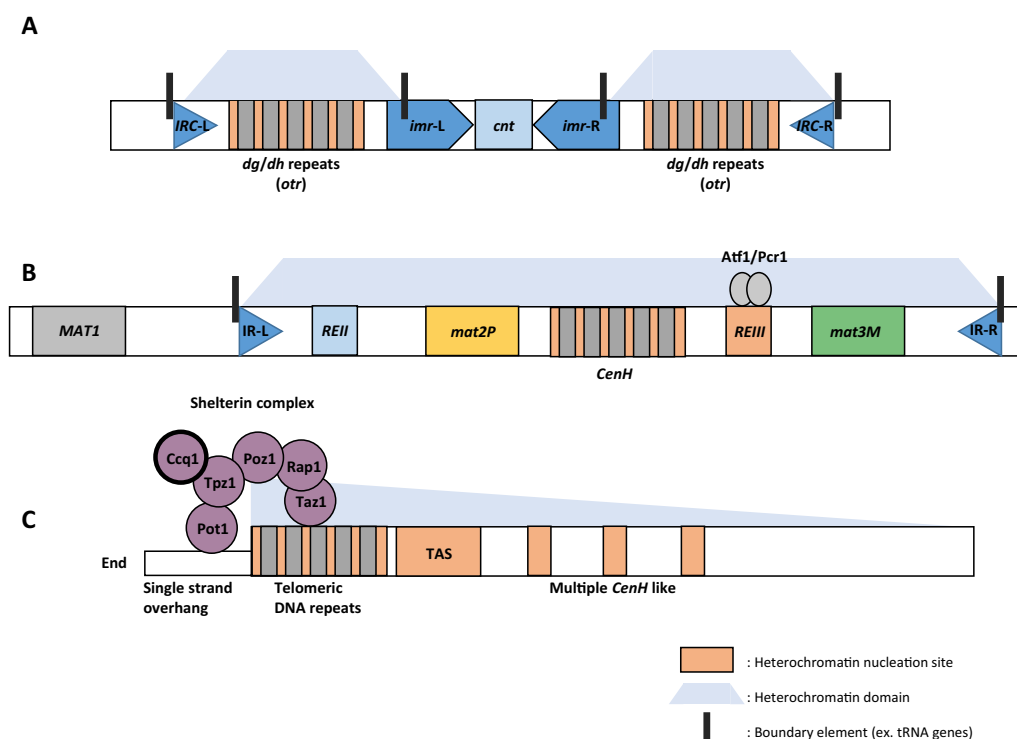 A
IRC-L
imr-L
cnt
imr-R
IRC-R
dg/dh repeats
(otr)
dg/dh repeats
(otr)
B
Atf1/Pcr1
MAT1
IR-L
REII
mat2P
REIII
mat3M
IR-R
CenH
Shelterin complex
Ccq1
Poz1
Rap1
Tpz1
Taz1
C
Pot1
TAS
End
Single strand
overhang
Telomeric
DNA repeats
Multiple CenH like
: Heterochromatin nucleation site
: Heterochromatin domain
: Boundary element (ex. tRNA genes)